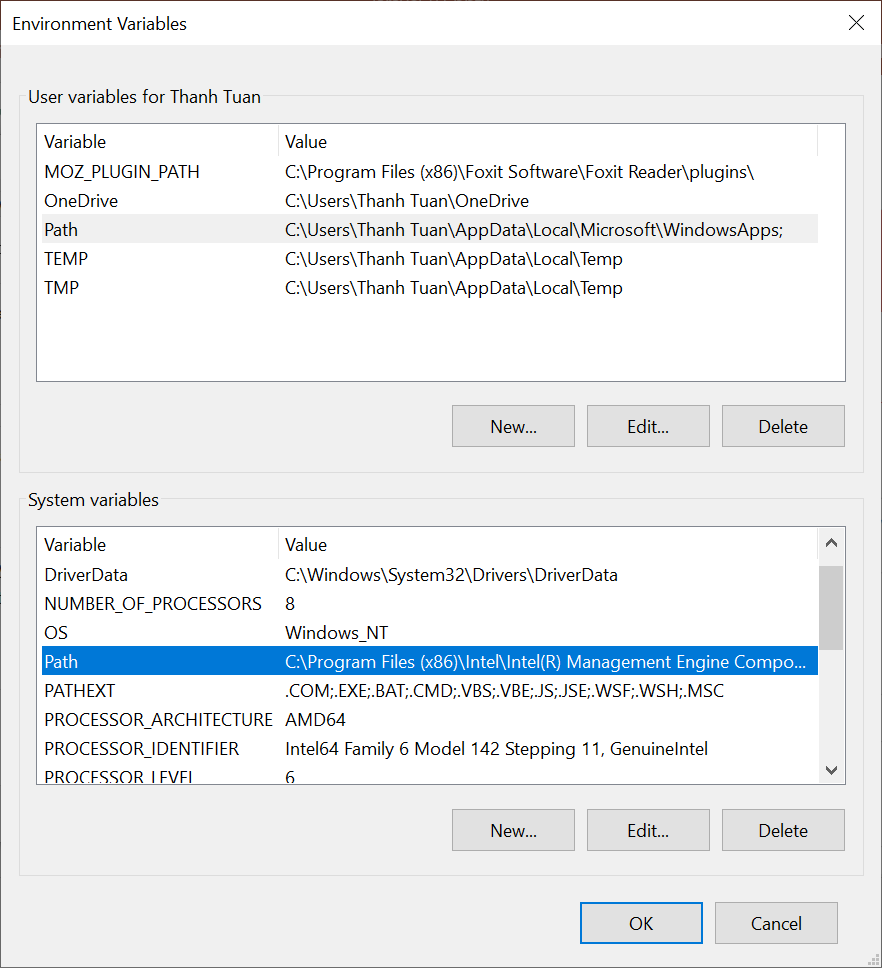 Environment Variables
User variables for Thanh Tuan
Variable Value
MOZ_PLUGIN_PATH C:\Program Files (x86)\Foxit Software\Foxit Reader\plugins\
OneDrive C:\Users\Thanh Tuan\OneDrive
Path C:\Users\Thanh Tuan\AppData\Local\Microsoft\WindowsApps;
TEMP C:\Users\Thanh Tuan\AppData\Local\Temp
TMP C:\Users\Thanh Tuan\AppData\Local\Temp
New... Edit... Delete
System variables
Variable Value
DriverData C:\Windows\System32\Drivers\DriverData
NUMBER_OF_PROCESSORS 8
OS Windows_NT
Path C:\Program Files (x86)\Intel\Intel(R) Management Engine Compo...
PATHEXT .COM;.EXE;.BAT;.CMD;.VBS;.VBE;.JS;.JSE;.WSF;.WSH;.MSC
PROCESSOR_ARCHITECTURE AMD64
PROCESSOR_IDENTIFIER Intel64 Family 6 Model 142 Stepping 11, GenuineIntel
PROCESSOR_LEVEL 6
New... Edit... Delete
OK Cancel